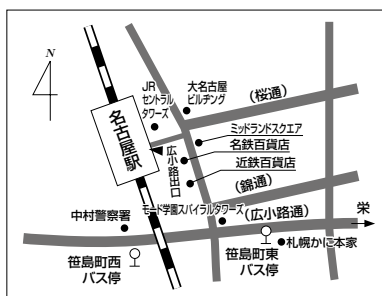 N
JR
セントラル
タワーズ
大名古屋
ビルヂング
(桜通)
名古屋駅
ミッドランドスクエア
名鉄百貨店
広小路出口
近鉄百貨店
(錦通)
モード学園スパイラルタワーズ
中村警察署
(広小路通)
栄
笹島町西
バス停
笹島町東
バス停
札幌かに本家